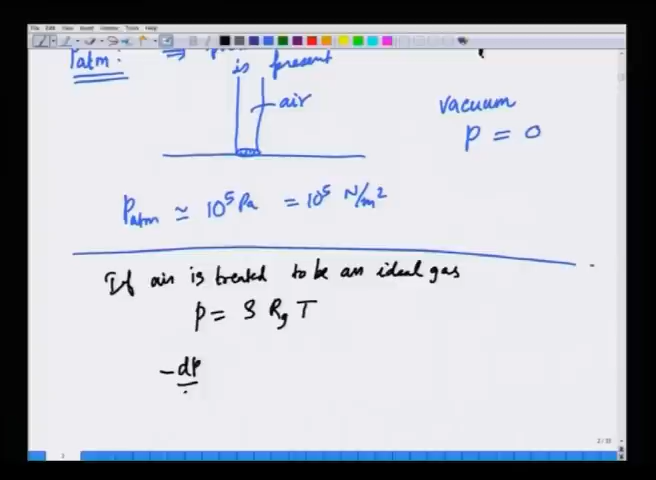 Patm:
is present
air
vacuum
p = 0
Patm ≃ 10⁵ Pa = 10⁵ N/m²
If air is treated to be an ideal gas
p = ρ Rg T
-dp
2